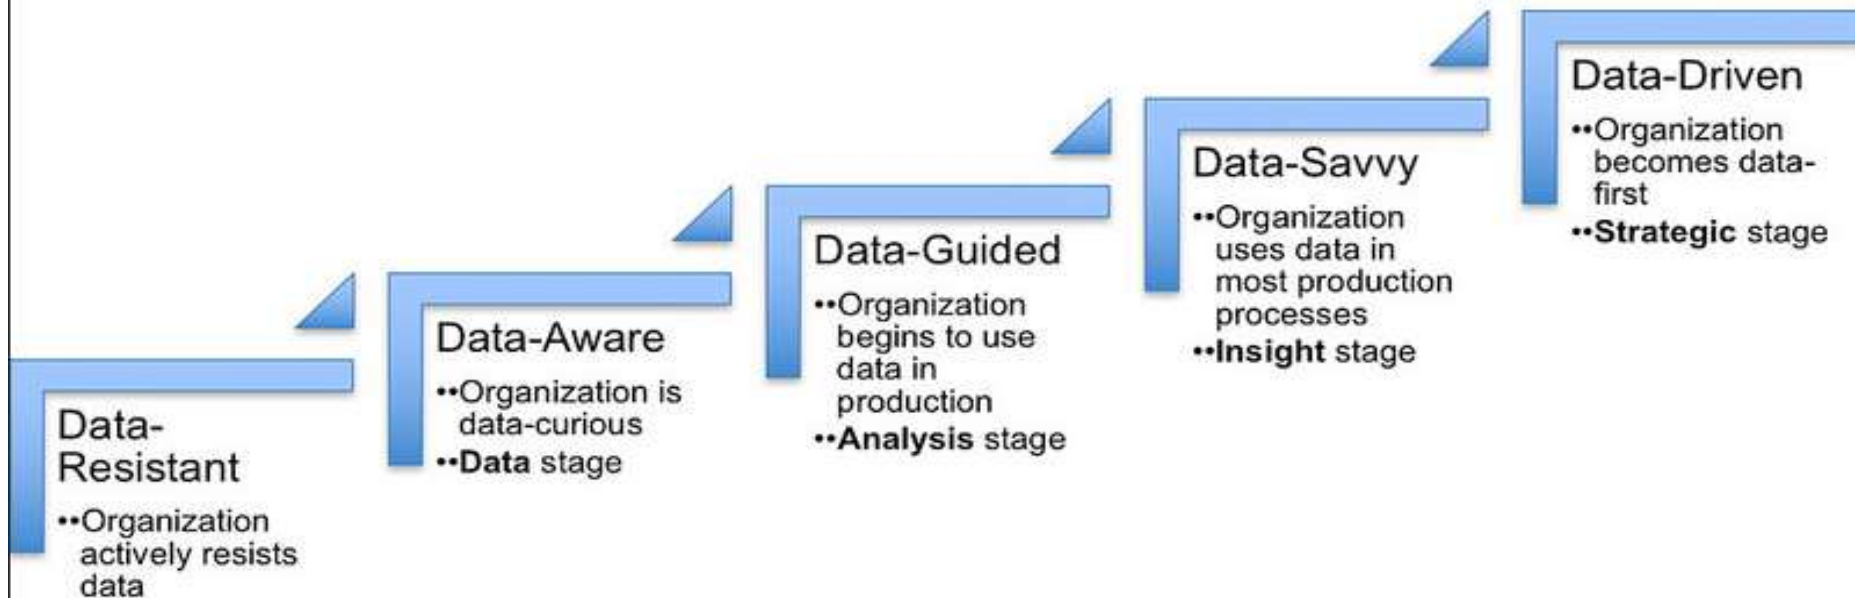 Data-
Resistant
••Organization
actively resists
data
Data-Aware
••Organization is
data-curious
••Data stage
Data-Guided
••Organization
begins to use
data in
production
••Analysis stage
Data-Savvy
••Organization
uses data in
most production
processes
••Insight stage
Data-Driven
••Organization
becomes data-
first
••Strategic stage